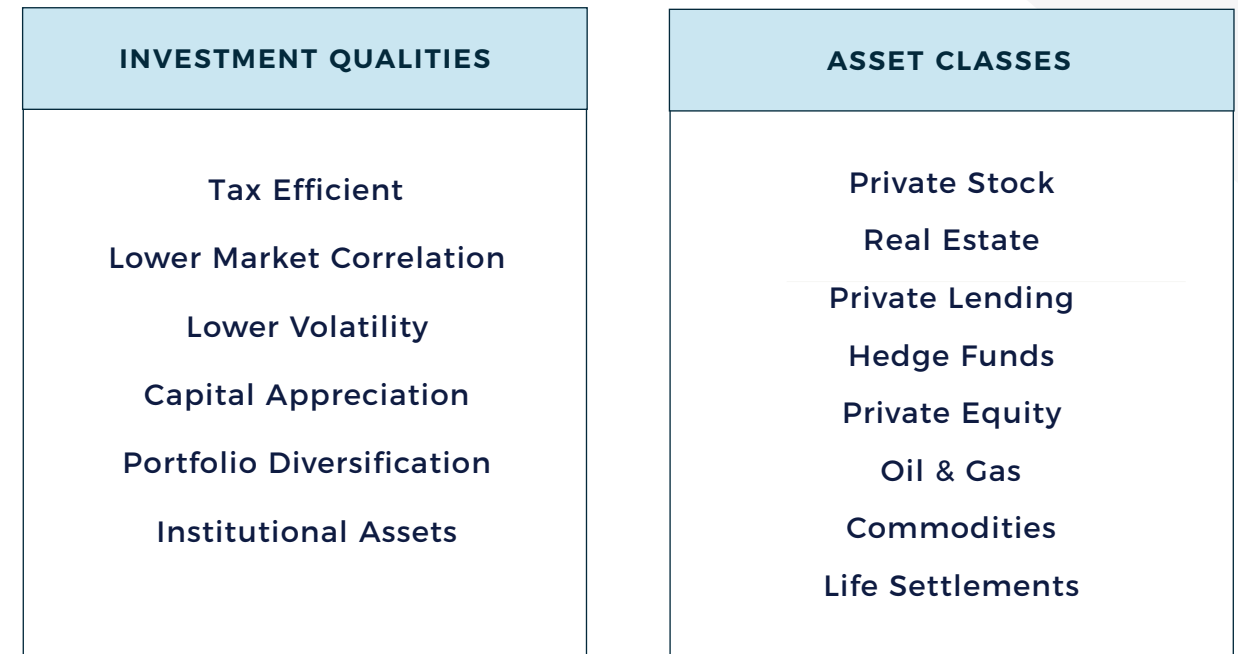 INVESTMENT QUALITIES
Tax Efficient
Lower Market Correlation
Lower Volatility
Capital Appreciation
Portfolio Diversification
Institutional Assets
ASSET CLASSES
Private Stock
Real Estate
Private Lending
Hedge Funds
Private Equity
Oil & Gas
Commodities
Life Settlements